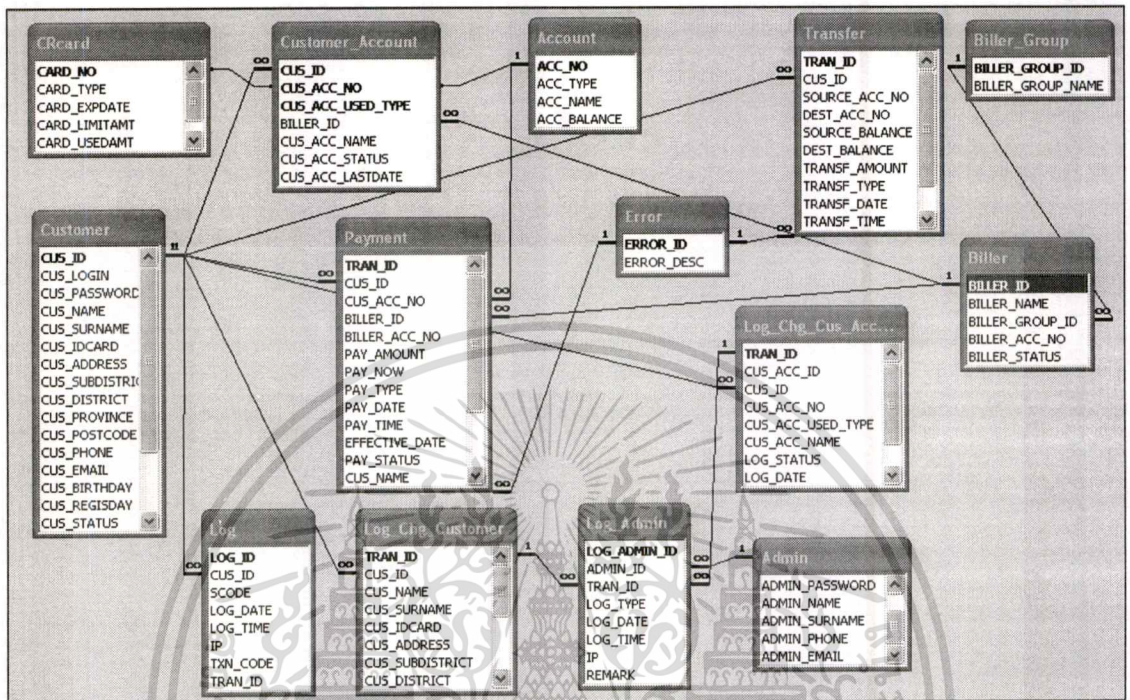 CRcard
CARD_NO
CARD_TYPE
CARD_EXPDATE
CARD_LIMITAMT
CARD_USEDAMT
Customer_Account
CUS_ID
CUS_ACC_NO
CUS_ACC_USED_TYPE
BILLER_ID
CUS_ACC_NAME
CUS_ACC_STATUS
CUS_ACC_LASTDATE
Account
ACC_NO
ACC_TYPE
ACC_NAME
ACC_BALANCE
Transfer
TRAN_ID
CUS_ID
SOURCE_ACC_NO
DEST_ACC_NO
SOURCE_BALANCE
DEST_BALANCE
TRANSF_AMOUNT
TRANSF_TYPE
TRANSF_DATE
TRANSF_TIME
Biller_Group
BILLER_GROUP_ID
BILLER_GROUP_NAME
Customer
CUS_ID
CUS_LOGIN
CUS_PASSWORD
CUS_NAME
CUS_SURNAME
CUS_IDCARD
CUS_ADDRESS
CUS_SUBDISTRIC
CUS_DISTRICT
CUS_PROVINCE
CUS_POSTCODE
CUS_PHONE
CUS_EMAIL
CUS_BIRTHDAY
CUS_REGISDAY
CUS_STATUS
Payment
TRAN_ID
CUS_ID
CUS_ACC_NO
BILLER_ID
BILLER_ACC_NO
PAY_AMOUNT
PAY_NOW
PAY_TYPE
PAY_DATE
PAY_TIME
EFFECTIVE_DATE
PAY_STATUS
CUS_NAME
Error
ERROR_ID
ERROR_DESC
Biller
BILLER_ID
BILLER_NAME
BILLER_GROUP_ID
BILLER_ACC_NO
BILLER_STATUS
Log_Chg_Cus_Acc...
TRAN_ID
CUS_ACC_ID
CUS_ID
CUS_ACC_NO
CUS_ACC_USED_TYPE
CUS_ACC_NAME
LOG_STATUS
LOG_DATE
Log
LOG_ID
CUS_ID
SCODE
LOG_DATE
LOG_TIME
IP
TXN_CODE
TRAN_ID
Log_Chg_Customer
TRAN_ID
CUS_ID
CUS_NAME
CUS_SURNAME
CUS_IDCARD
CUS_ADDRESS
CUS_SUBDISTRICT
CUS_DISTRICT
Log_Admin
LOG_ADMIN_ID
ADMIN_ID
TRAN_ID
LOG_TYPE
LOG_DATE
LOG_TIME
IP
REMARK
Admin
ADMIN_PASSWORD
ADMIN_NAME
ADMIN_SURNAME
ADMIN_PHONE
ADMIN_EMAIL